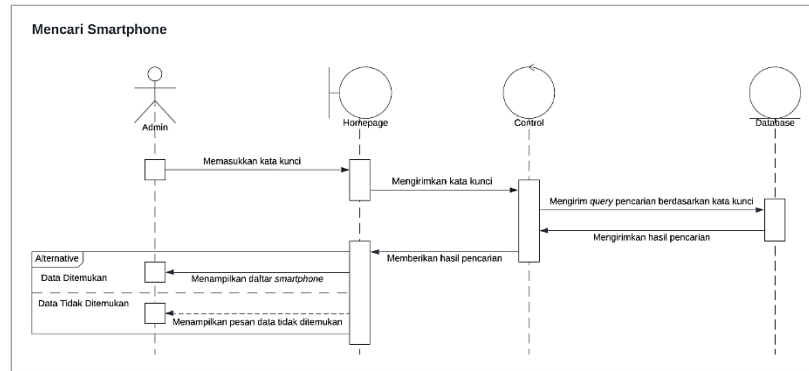 Mencari Smartphone
Admin
Homepage
Control
Database
Memasukkan kata kunci
Mengirimkan kata kunci
Mengirim query pencarian berdasarkan kata kunci
Mengirimkan hasil pencarian
Memberikan hasil pencarian
Alternative
Data Ditemukan
Menampilkan daftar smartphone
Data Tidak Ditemukan
Menampilkan pesan data tidak ditemukan